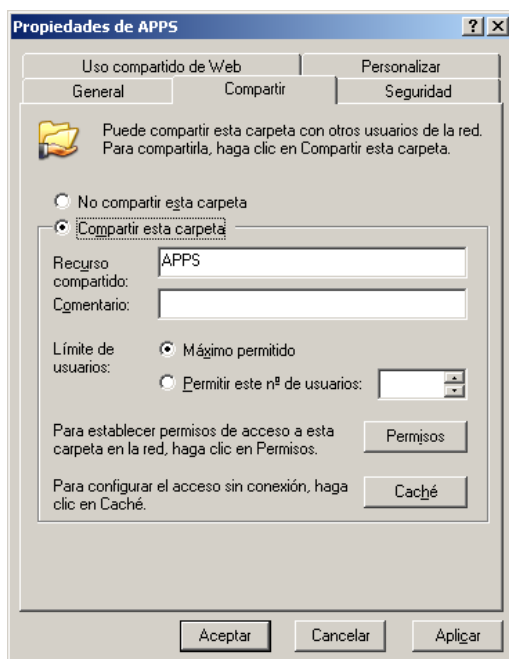 Propiedades de APPS
Uso compartido de Web
Personalizar
General
Compartir
Seguridad
Puede compartir esta carpeta con otros usuarios de la red.
Para compartirla, haga clic en Compartir esta carpeta.
No compartir esta carpeta
Compartir esta carpeta
Recurso
compartido:
APPS
Comentario:
Límite de
usuarios:
Máximo permitido
Permitir este nº de usuarios:
Para establecer permisos de acceso a esta
carpeta en la red, haga clic en Permisos.
Permisos
Para configurar el acceso sin conexión, haga
clic en Caché.
Caché
Aceptar
Cancelar
Aplicar